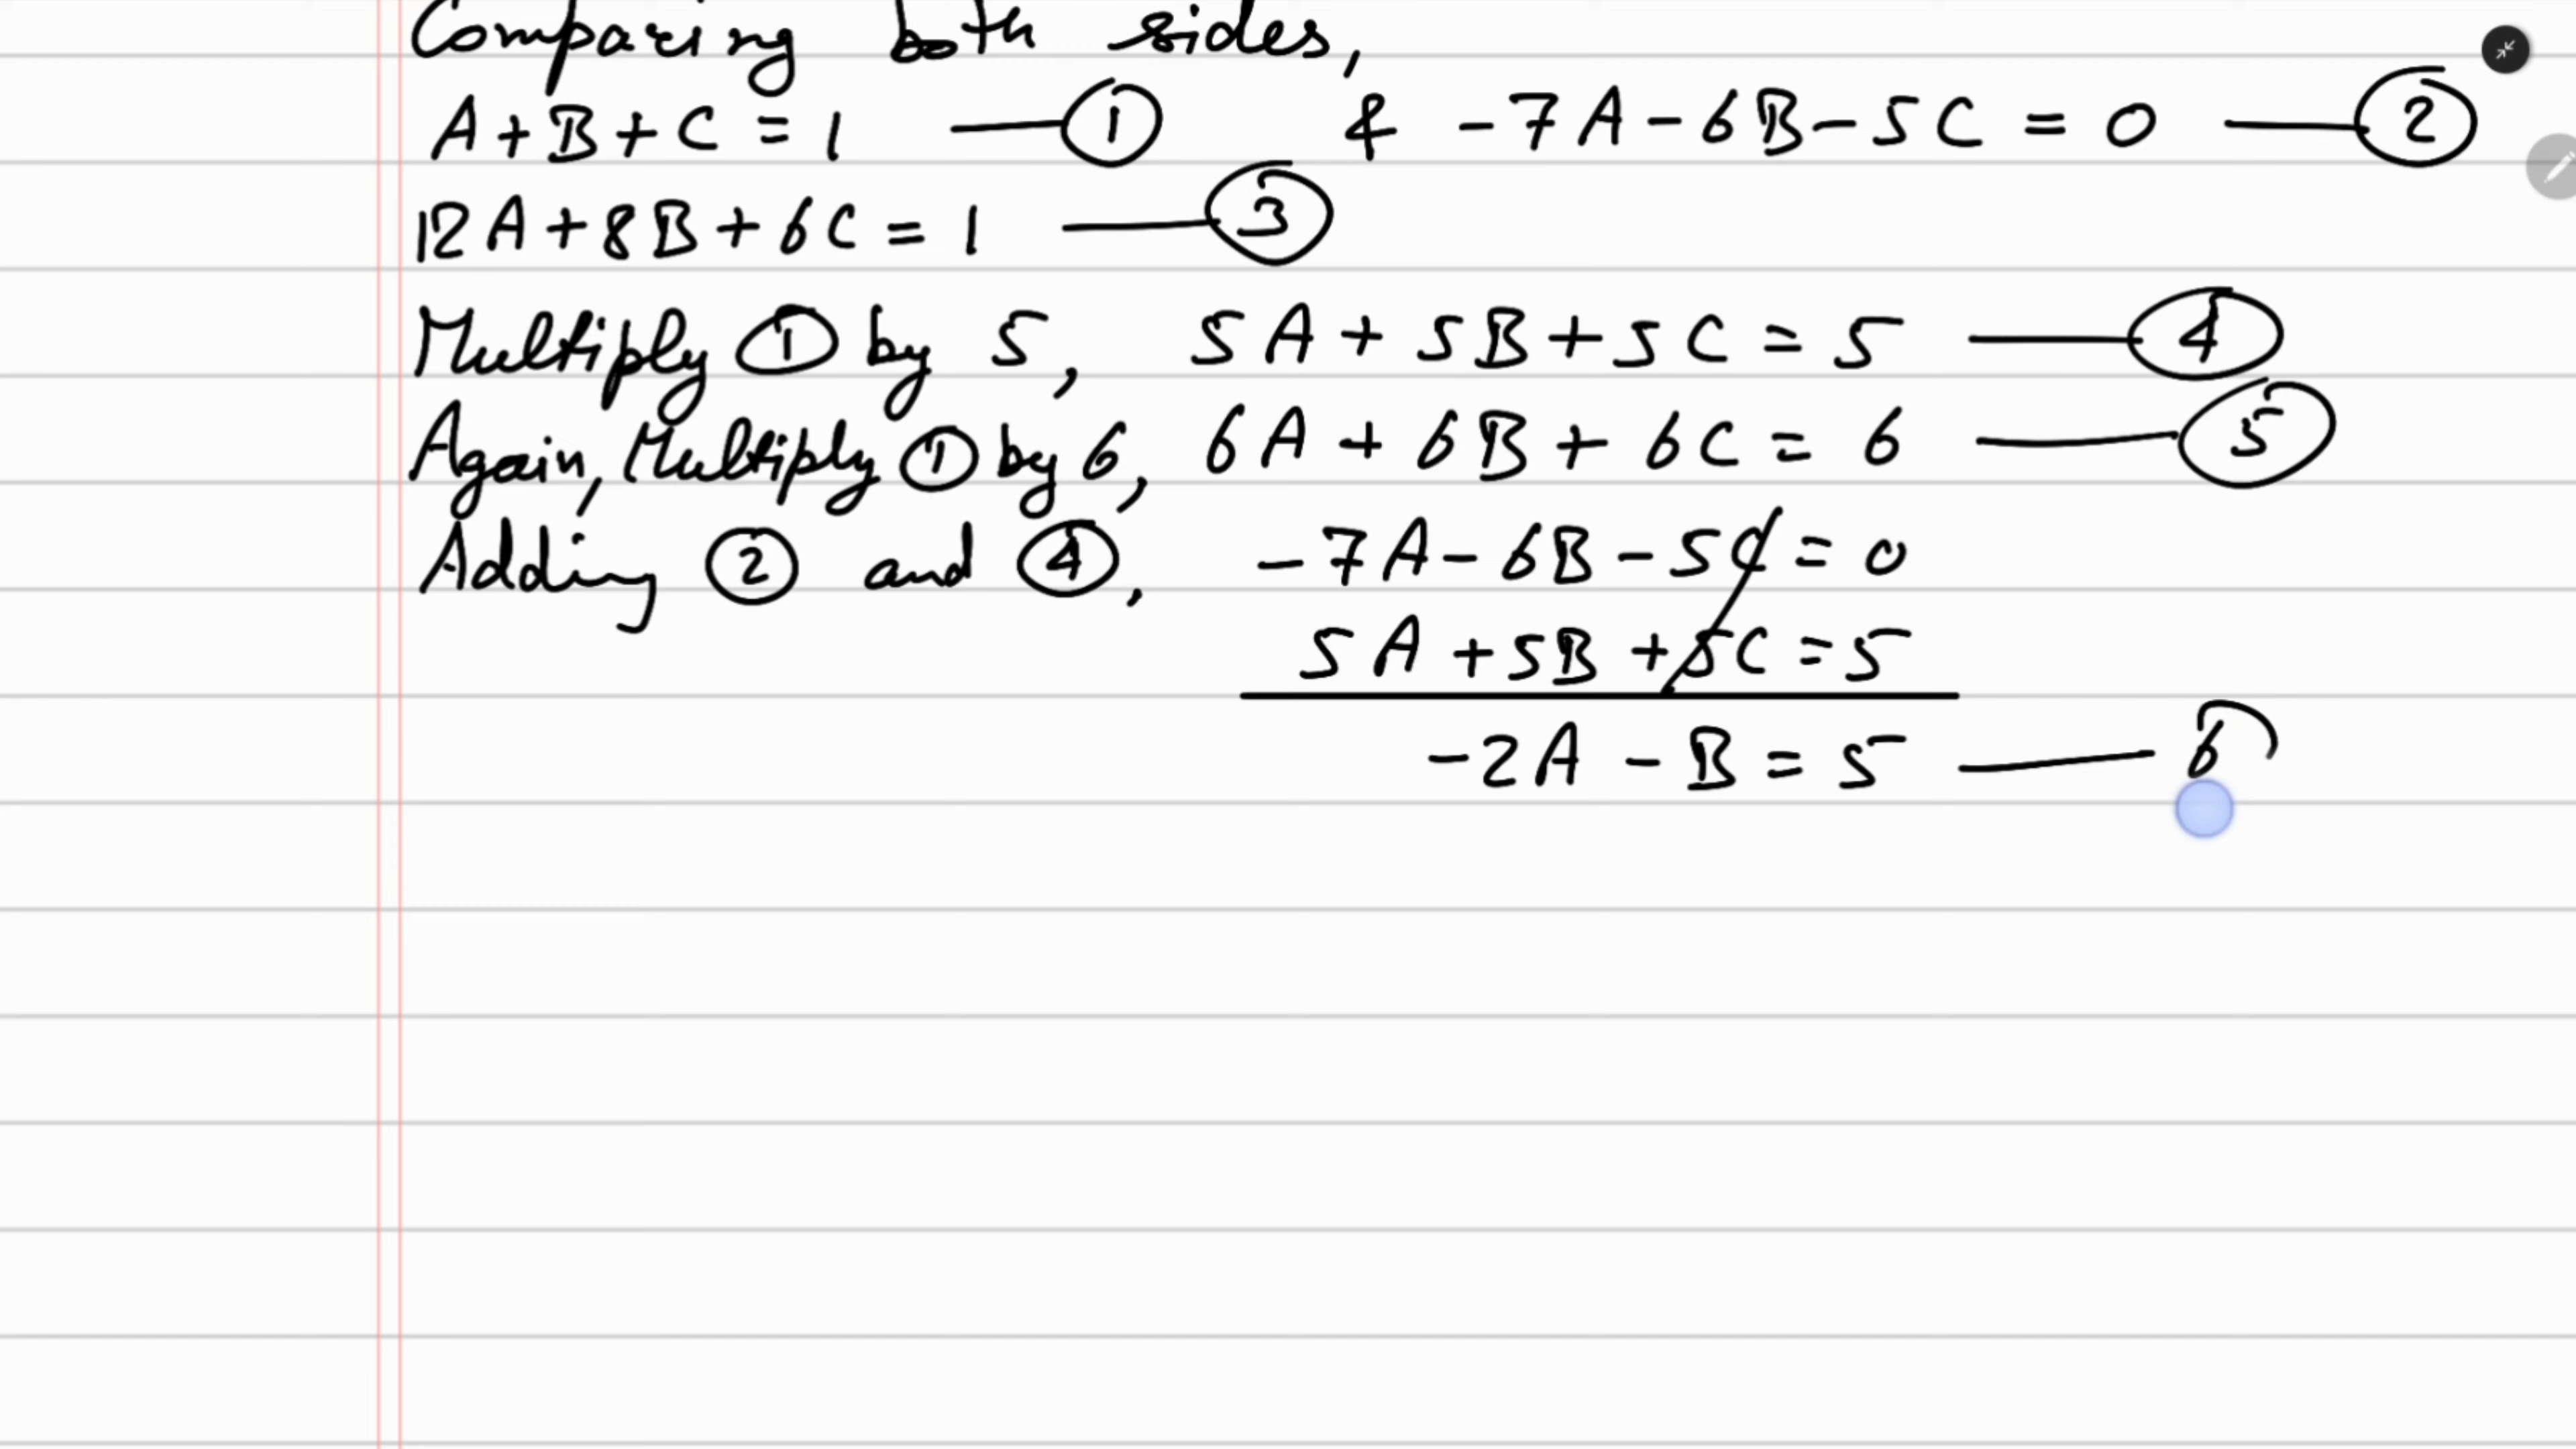 Comparing both sides,
A + B + C = 1 — ① & -7A - 6B - 5C = 0 — ②
12A + 8B + 6C = 1 — ③
Multiply ① by 5, 5A + 5B + 5C = 5 — ④
Again, Multiply ① by 6, 6A + 6B + 6C = 6 — ⑤
Adding ② and ④, -7A - 6B - 5C = 0
5A + 5B + 5C = 5
-2A - B = 5 — 6